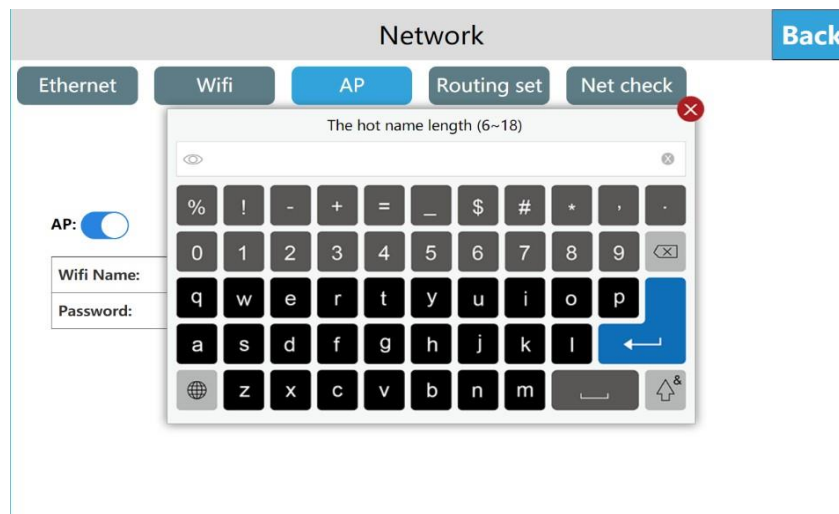 Network
Back
Ethernet Wifi AP Routing set Net check
The hot name length (6~18)
% ! - + = _ $ # * , .
AP:
0 1 2 3 4 5 6 7 8 9
Wifi Name:
q w e r t y u i o p
Password:
a s d f g h j k l
z x c v b n m
&